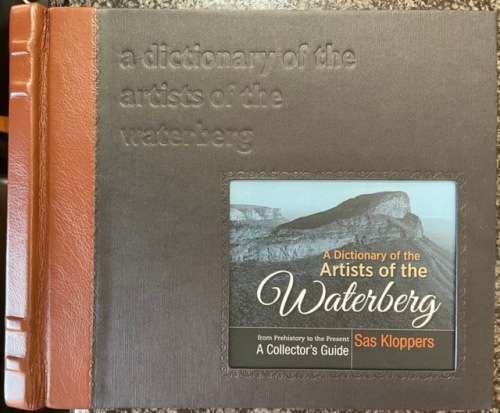 a dictionary of the
artists of the
waterberg
A Dictionary of the
Artists of the
Waterberg
from Prehistory to the Present
A Collector's Guide
Sas Kloppers